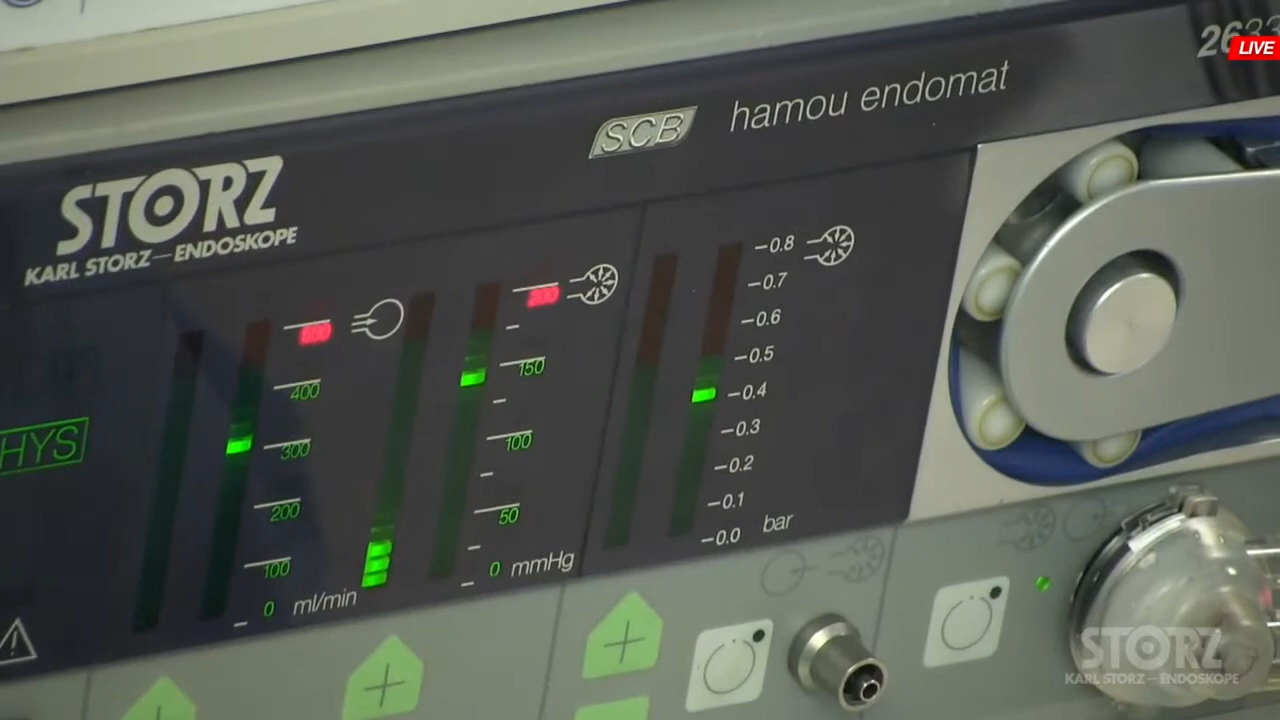 LIVE
SCB hamou endomat
STORZ
KARL STORZ—ENDOSKOPE
HYS
400
300
200
100
0 ml/min
200
150
100
50
0 mmHg
–0.8
–0.7
–0.6
–0.5
–0.4
–0.3
–0.2
–0.1
–0.0 bar
STORZ
KARL STORZ—ENDOSKOPE